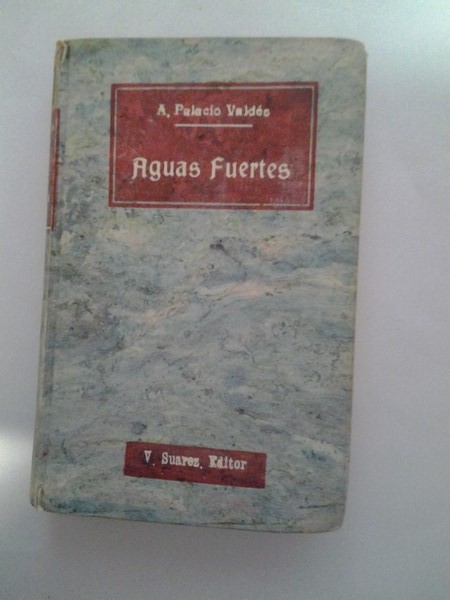 A. Palacio Valdés
Aguas Fuertes
V. Suarez, Editor